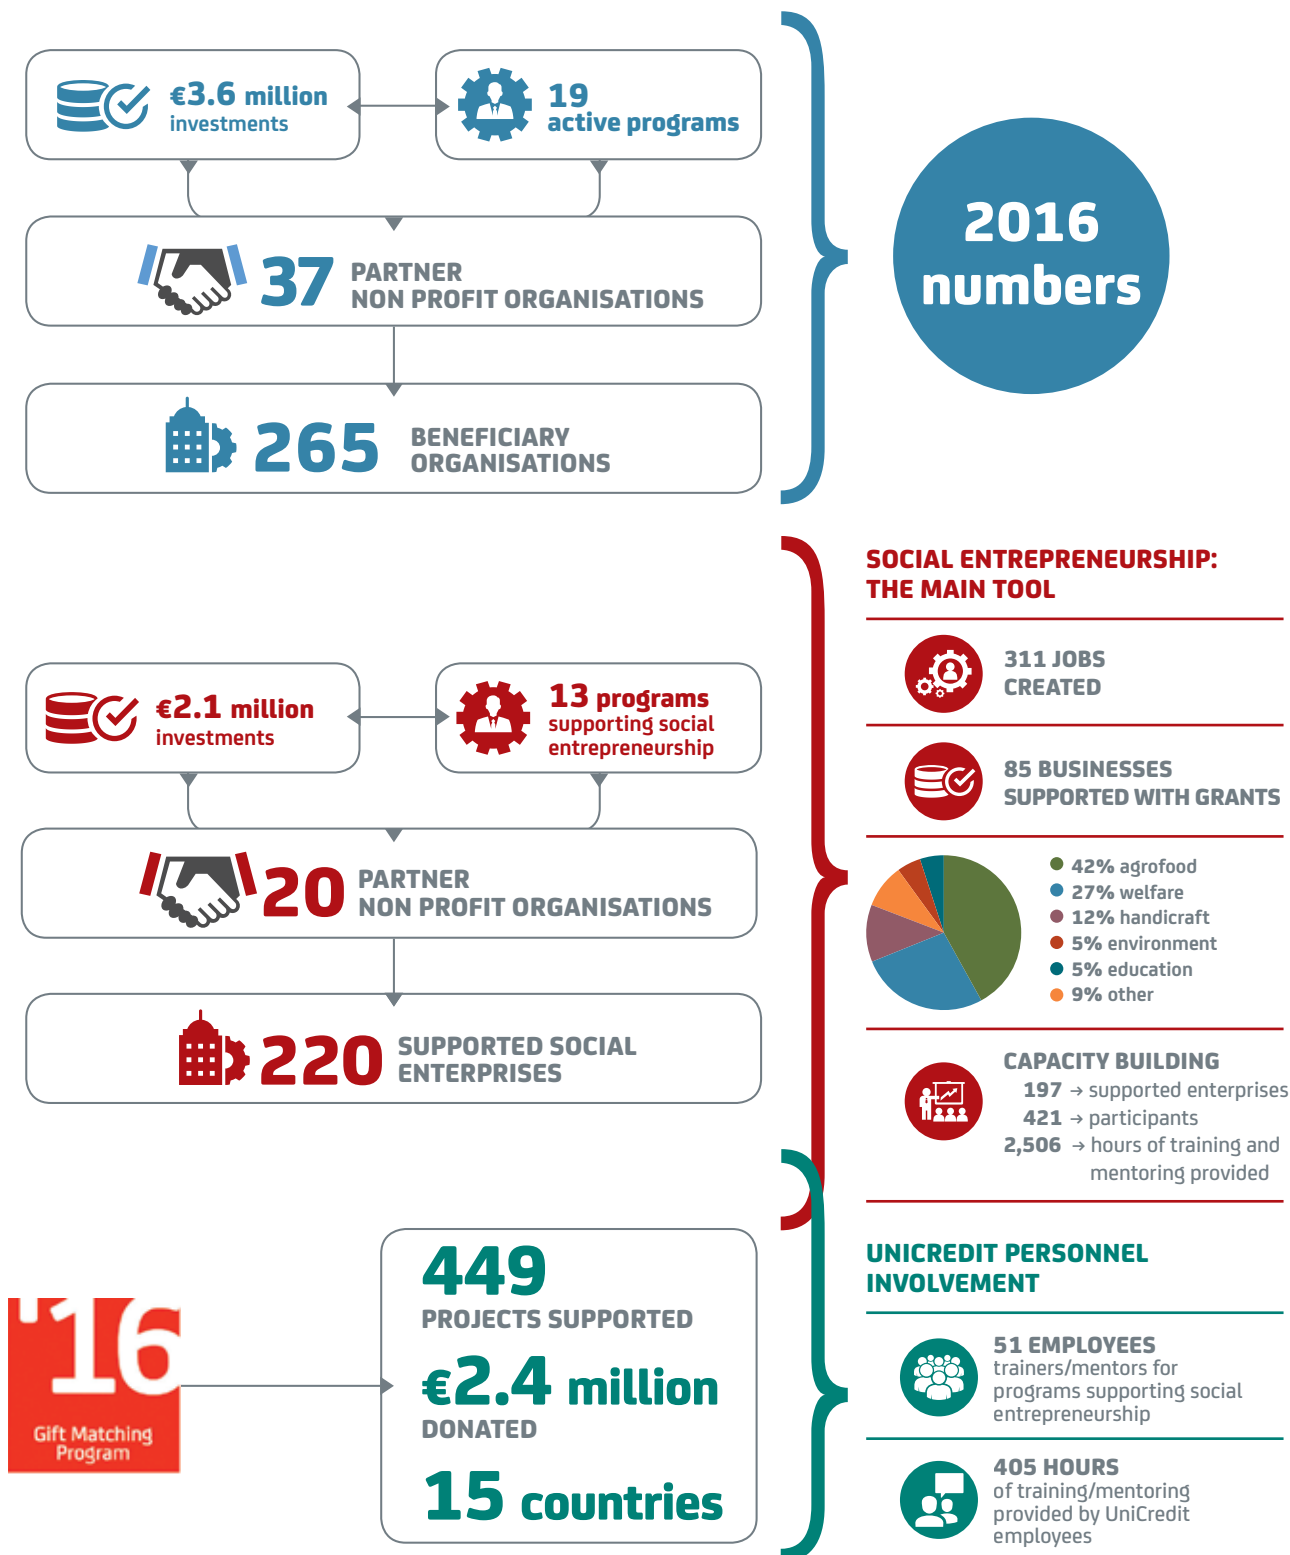 €3.6 million
investments
19
active programs
37 PARTNER
NON PROFIT ORGANISATIONS
265 BENEFICIARY
ORGANISATIONS
2016
numbers
€2.1 million
investments
13 programs
supporting social
entrepreneurship
20 PARTNER
NON PROFIT ORGANISATIONS
220 SUPPORTED SOCIAL
ENTERPRISES
SOCIAL ENTREPRENEURSHIP:
THE MAIN TOOL
311 JOBS
CREATED
85 BUSINESSES
SUPPORTED WITH GRANTS
42% agrofood
27% welfare
12% handicraft
5% environment
5% education
9% other
CAPACITY BUILDING
197 → supported enterprises
421 → participants
2,506 → hours of training and
mentoring provided
'16
Gift Matching
Program
449
PROJECTS SUPPORTED
€2.4 million
DONATED
15 countries
UNICREDIT PERSONNEL
INVOLVEMENT
51 EMPLOYEES
trainers/mentors for
programs supporting social
entrepreneurship
405 HOURS
of training/mentoring
provided by UniCredit
employees